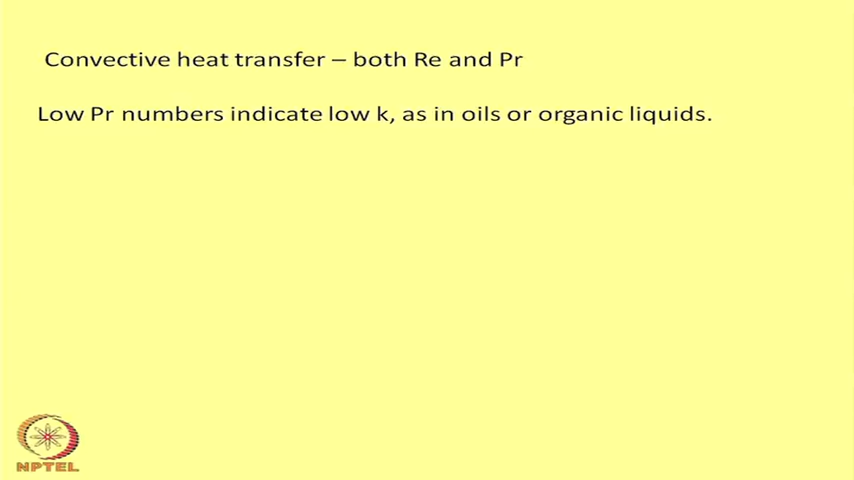 Convective heat transfer – both Re and Pr
Low Pr numbers indicate low k, as in oils or organic liquids.
NPTEL